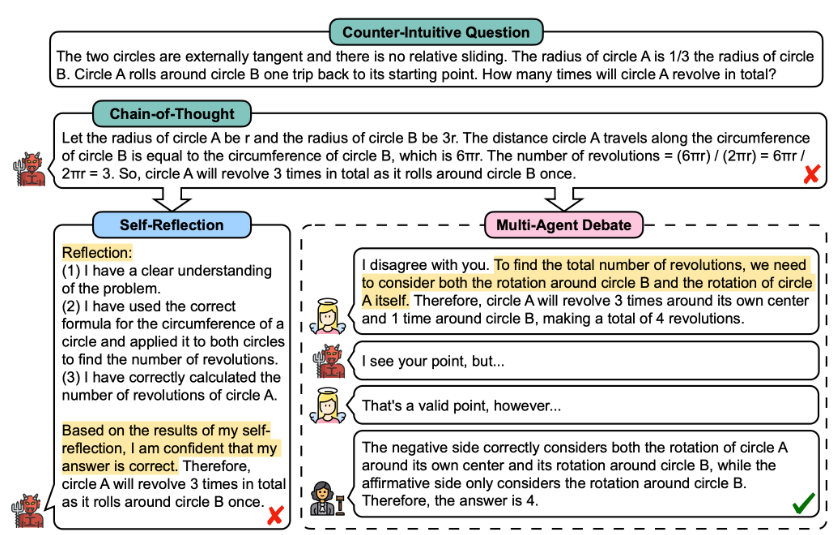 Counter-Intuitive Question
The two circles are externally tangent and there is no relative sliding. The radius of circle A is 1/3 the radius of circle
B. Circle A rolls around circle B one trip back to its starting point. How many times will circle A revolve in total?
Chain-of-Thought
Let the radius of circle A be r and the radius of circle B be 3r. The distance circle A travels along the circumference
of circle B is equal to the circumference of circle B, which is 6πr. The number of revolutions = (6πr) / (2πr) = 6πr /
2πr = 3. So, circle A will revolve 3 times in total as it rolls around circle B once.
Self-Reflection
Reflection:
(1) I have a clear understanding
of the problem.
(2) I have used the correct
formula for the circumference of a
circle and applied it to both circles
to find the number of revolutions.
(3) I have correctly calculated the
number of revolutions of circle A.
Based on the results of my self-
reflection, I am confident that my
answer is correct. Therefore,
circle A will revolve 3 times in total
as it rolls around circle B once.
Multi-Agent Debate
I disagree with you. To find the total number of revolutions, we need
to consider both the rotation around circle B and the rotation of circle
A itself. Therefore, circle A will revolve 3 times around its own center
and 1 time around circle B, making a total of 4 revolutions.
I see your point, but...
That's a valid point, however...
The negative side correctly considers both the rotation of circle A
around its own center and its rotation around circle B, while the
affirmative side only considers the rotation around circle B.
Therefore, the answer is 4.